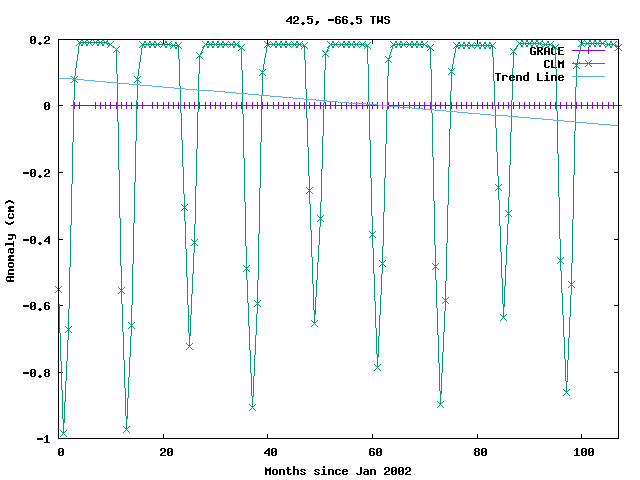 42.5, -66.5 TWS
0.2
0
-0.2
-0.4
-0.6
-0.8
-1
Anomaly (cm)
GRACE
CLM
Trend Line
0 20 40 60 80 100
Months since Jan 2002